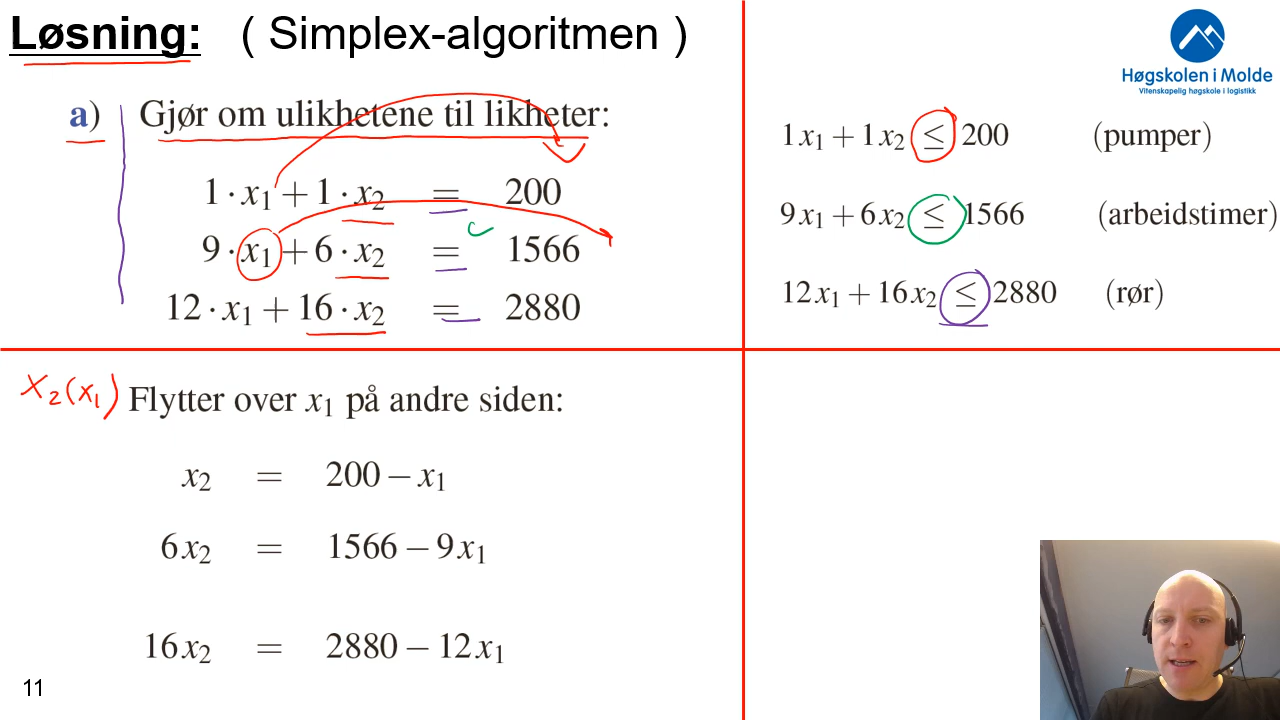 Løsning: ( Simplex-algoritmen )
Høgskolen i Molde
Vitenskapelig høgskole i logistikk
a) Gjør om ulikhetene til likheter:
1 · x₁ + 1 · x₂ = 200
9 · x₁ + 6 · x₂ = 1566
12 · x₁ + 16 · x₂ = 2880
1x₁ + 1x₂ ≤ 200 (pumper)
9x₁ + 6x₂ ≤ 1566 (arbeidstimer)
12x₁ + 16x₂ ≤ 2880 (rør)
x₂(x₁) Flytter over x₁ på andre siden:
x₂ = 200 − x₁
6x₂ = 1566 − 9x₁
16x₂ = 2880 − 12x₁
11